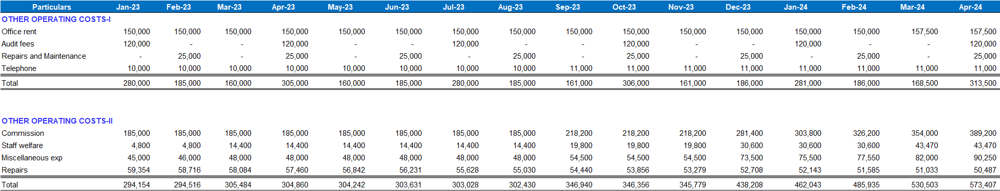 Particulars Jan-23 Feb-23 Mar-23 Apr-23 May-23 Jun-23 Jul-23 Aug-23 Sep-23 Oct-23 Nov-23 Dec-23 Jan-24 Feb-24 Mar-24 Apr-24
OTHER OPERATING COSTS-I
Office rent 150,000 150,000 150,000 150,000 150,000 150,000 150,000 150,000 150,000 150,000 150,000 150,000 150,000 150,000 157,500 157,500
Audit fees 120,000 - - 120,000 - - 120,000 - - 120,000 - - 120,000 - - 120,000
Repairs and Maintenance - 25,000 - 25,000 - 25,000 - 25,000 - 25,000 - 25,000 - 25,000 - 25,000
Telephone 10,000 10,000 10,000 10,000 10,000 10,000 10,000 10,000 11,000 11,000 11,000 11,000 11,000 11,000 11,000 11,000
Total 280,000 185,000 160,000 305,000 160,000 185,000 280,000 185,000 161,000 306,000 161,000 186,000 281,000 186,000 168,500 313,500
OTHER OPERATING COSTS-II
Commission 185,000 185,000 185,000 185,000 185,000 185,000 185,000 185,000 218,200 218,200 218,200 281,400 303,800 326,200 354,000 389,200
Staff welfare 4,800 4,800 14,400 14,400 14,400 14,400 14,400 14,400 19,800 19,800 19,800 30,600 30,600 30,600 43,470 43,470
Miscellaneous exp 45,000 46,000 48,000 48,000 48,000 48,000 48,000 48,000 54,500 54,500 54,500 73,500 75,500 77,550 82,000 90,250
Repairs 59,354 58,716 58,084 57,460 56,842 56,231 55,628 55,030 54,440 53,856 53,279 52,708 52,143 51,585 51,033 50,487
Total 294,154 294,516 305,484 304,860 304,242 303,631 303,028 302,430 346,940 346,356 345,779 438,208 462,043 485,935 530,503 573,407